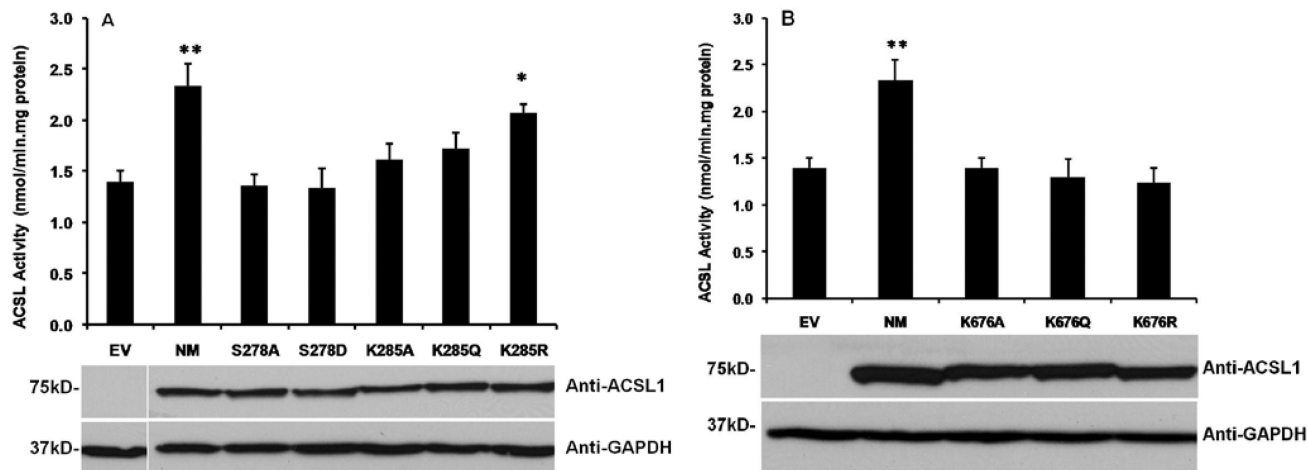 A
ACSL Activity (nmol/min.mg protein)
3.0
2.5
2.0
1.5
1.0
0.5
0.0
**
*
EV NM S278A S278D K285A K285Q K285R
75kD- Anti-ACSL1
37kD- Anti-GAPDH
B
ACSL Activity (nmol/min.mg protein)
3.0
2.5
2.0
1.5
1.0
0.5
0.0
**
EV NM K676A K676Q K676R
75kD- Anti-ACSL1
37kD- Anti-GAPDH